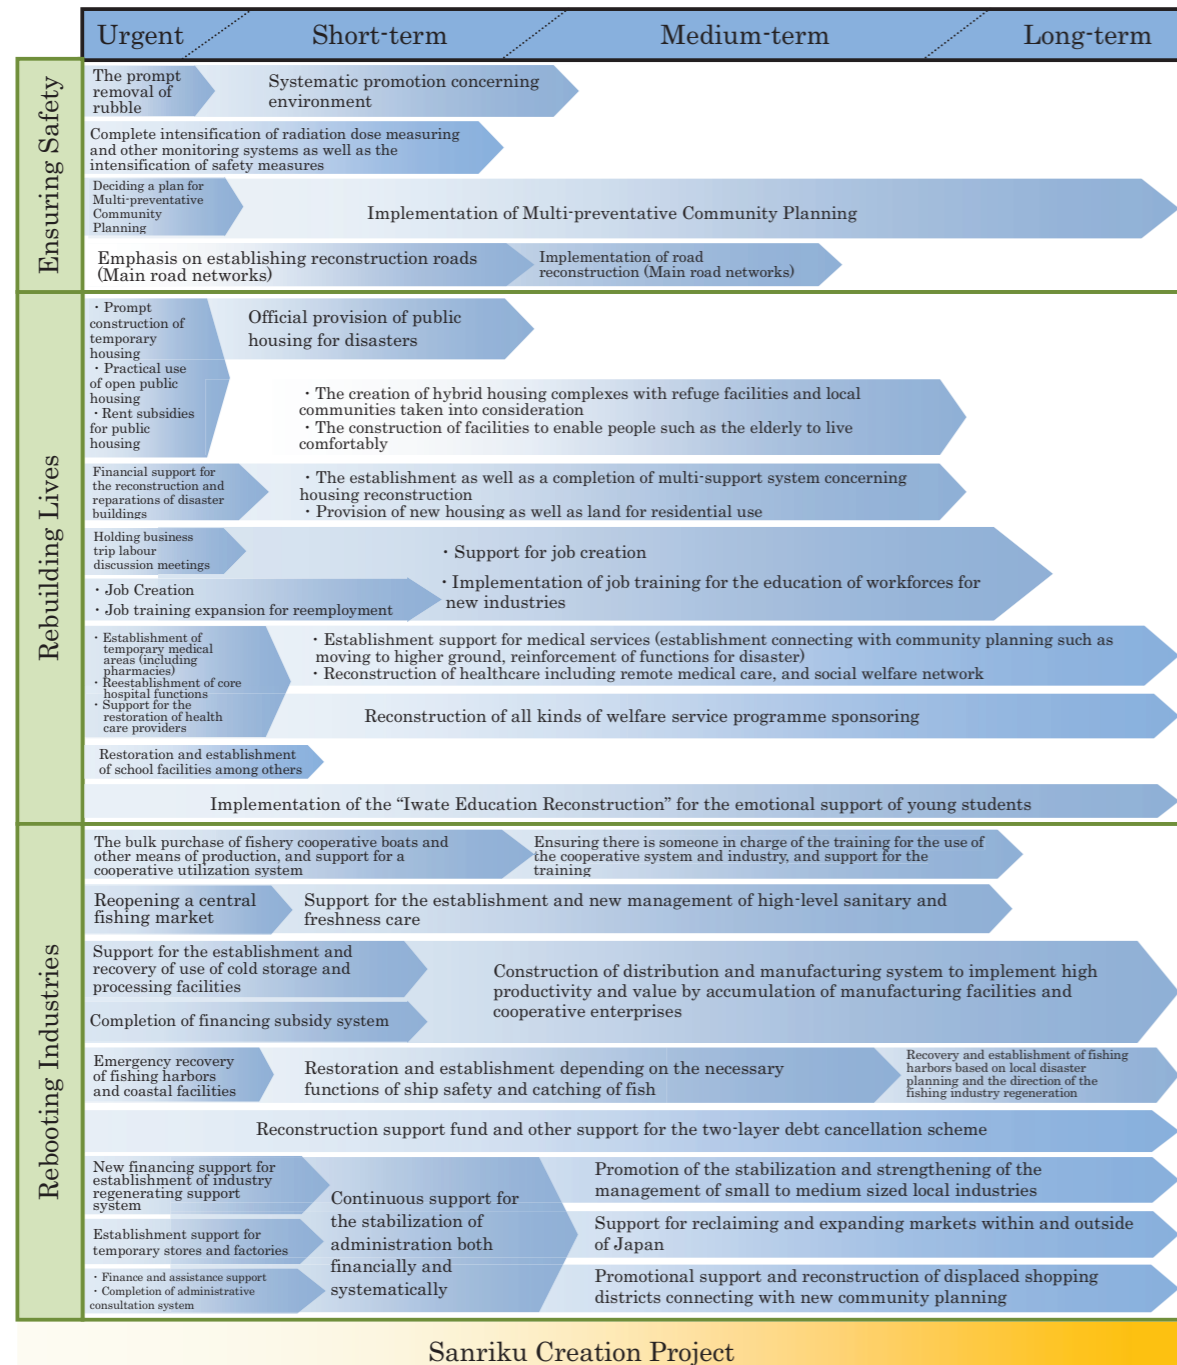 Urgent
Short-term
Medium-term
Long-term
Ensuring Safety
The prompt
removal of
rubble
Systematic promotion concerning
environment
Complete intensification of radiation dose measuring
and other monitoring systems as well as the
intensification of safety measures
Deciding a plan for
Multi-preventative
Community
Planning
Implementation of Multi-preventative Community Planning
Emphasis on establishing reconstruction roads
(Main road networks)
Implementation of road
reconstruction (Main road networks)
Rebuilding Lives
・Prompt
construction of
temporary
housing
・Practical use
of open public
housing
・Rent subsidies
for public
housing
Official provision of public
housing for disasters
・The creation of hybrid housing complexes with refuge facilities and local
communities taken into consideration
・The construction of facilities to enable people such as the elderly to live
comfortably
Financial support for
the reconstruction and
reparations of disaster
buildings
・The establishment as well as a completion of multi-support system concerning
housing reconstruction
・Provision of new housing as well as land for residential use
Holding business
trip labour
discussion meetings
・Job Creation
・Job training expansion for reemployment
・Support for job creation
・Implementation of job training for the education of workforces for
new industries
・Establishment of
temporary medical
areas (including
pharmacies)
・Reestablishment of core
hospital functions
・Support for the
restoration of health
care providers
・Establishment support for medical services (establishment connecting with community planning such as
moving to higher ground, reinforcement of functions for disaster)
・Reconstruction of healthcare including remote medical care, and social welfare network
Reconstruction of all kinds of welfare service programme sponsoring
Restoration and establishment
of school facilities among others
Implementation of the “Iwate Education Reconstruction” for the emotional support of young students
Rebooting Industries
The bulk purchase of fishery cooperative boats and
other means of production, and support for a
cooperative utilization system
Ensuring there is someone in charge of the training for the use of
the cooperative system and industry, and support for the
training
Reopening a central
fishing market
Support for the establishment and new management of high-level sanitary and
freshness care
Support for the establishment and
recovery of use of cold storage and
processing facilities
Completion of financing subsidy system
Construction of distribution and manufacturing system to implement high
productivity and value by accumulation of manufacturing facilities and
cooperative enterprises
Emergency recovery
of fishing harbors
and coastal facilities
Restoration and establishment depending on the necessary
functions of ship safety and catching of fish
Recovery and establishment of fishing
harbors based on local disaster
planning and the direction of the
fishing industry regeneration
Reconstruction support fund and other support for the two-layer debt cancellation scheme
New financing support for
establishment of industry
regenerating support
system
Establishment support for
temporary stores and factories
・Finance and assistance support
・Completion of administrative
consultation system
Continuous support for
the stabilization of
administration both
financially and
systematically
Promotion of the stabilization and strengthening of the
management of small to medium sized local industries
Support for reclaiming and expanding markets within and outside
of Japan
Promotional support and reconstruction of displaced shopping
districts connecting with new community planning
Sanriku Creation Project